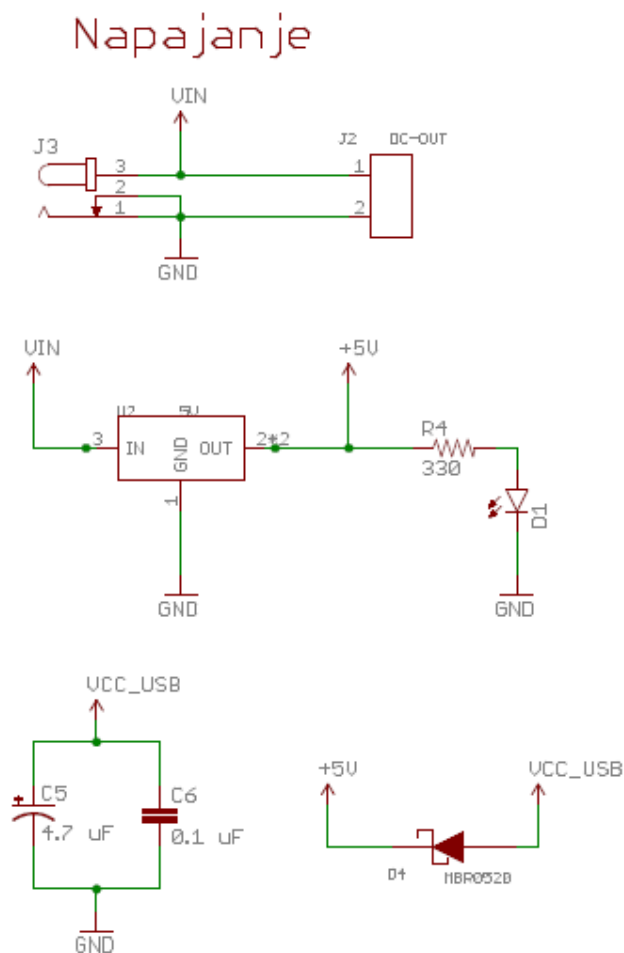 Napajanje
VIN
J3
J2 DC-OUT
3
1
2
1
2
GND
VIN
+5V
U2 5V
3
IN
GND
OUT
2*2
R4
330
1
D1
GND
GND
VCC_USB
+5V
VCC_USB
C5
C6
4.7 uF
0.1 uF
D4
MBR052D
GND